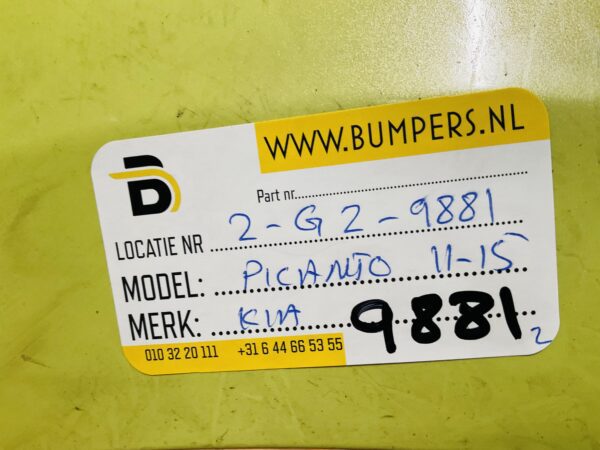 WWW.BUMPERS.NL
B
Part nr
LOCATIE NR 2-G2-9881
MODEL: PICANTO 11-15
MERK: KIA 9881 2
010 32 20 111 +31 6 44 66 53 55